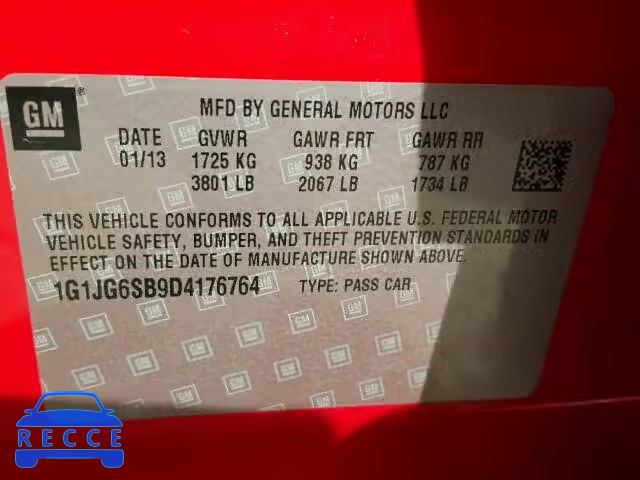 GM ®
MFD BY GENERAL MOTORS LLC
DATE GVWR GAWR FRT GAWR RR
01/13 1725 KG 938 KG 787 KG
3801 LB 2067 LB 1734 LB
THIS VEHICLE CONFORMS TO ALL APPLICABLE U.S. FEDERAL MOTOR
VEHICLE SAFETY, BUMPER, AND THEFT PREVENTION STANDARDS IN
EFFECT ON THE DATE OF MANUFACTURE SHOWN ABOVE.
1G1JG6SB9D4176764 TYPE: PASS CAR
RECCE